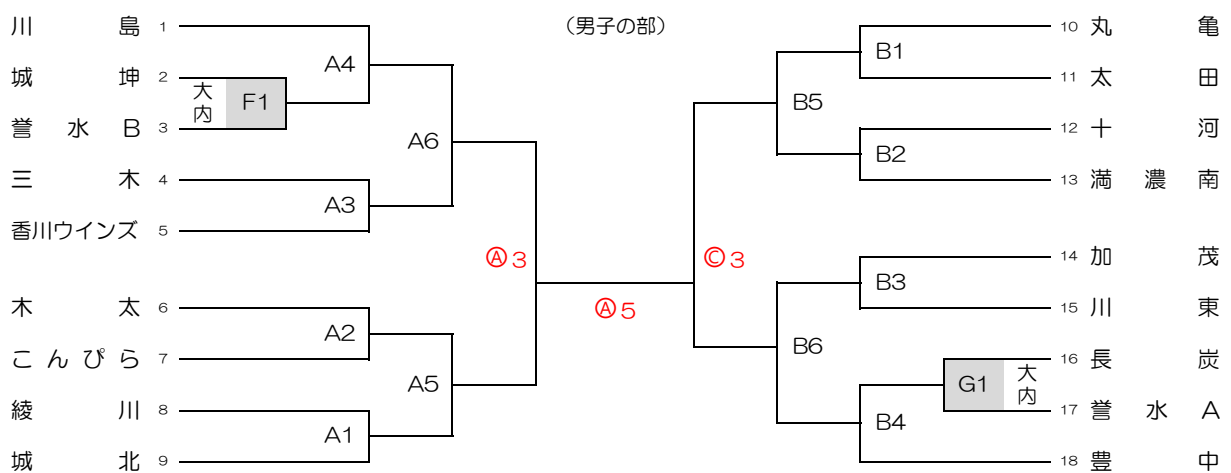 (男子の部)
川島 1
城坤 2
誉水B 3
三木 4
香川ウインズ 5
木太 6
こんぴら 7
綾川 8
城北 9
大内 F1
A4
A3
A6
A2
A1
A5
Ⓐ3
Ⓐ5
Ⓒ3
B1
B5
B2
B3
B6
G1 大内
B4
10 丸亀
11 太田
12 十河
13 満濃南
14 加茂
15 川東
16 長炭
17 誉水A
18 豊中